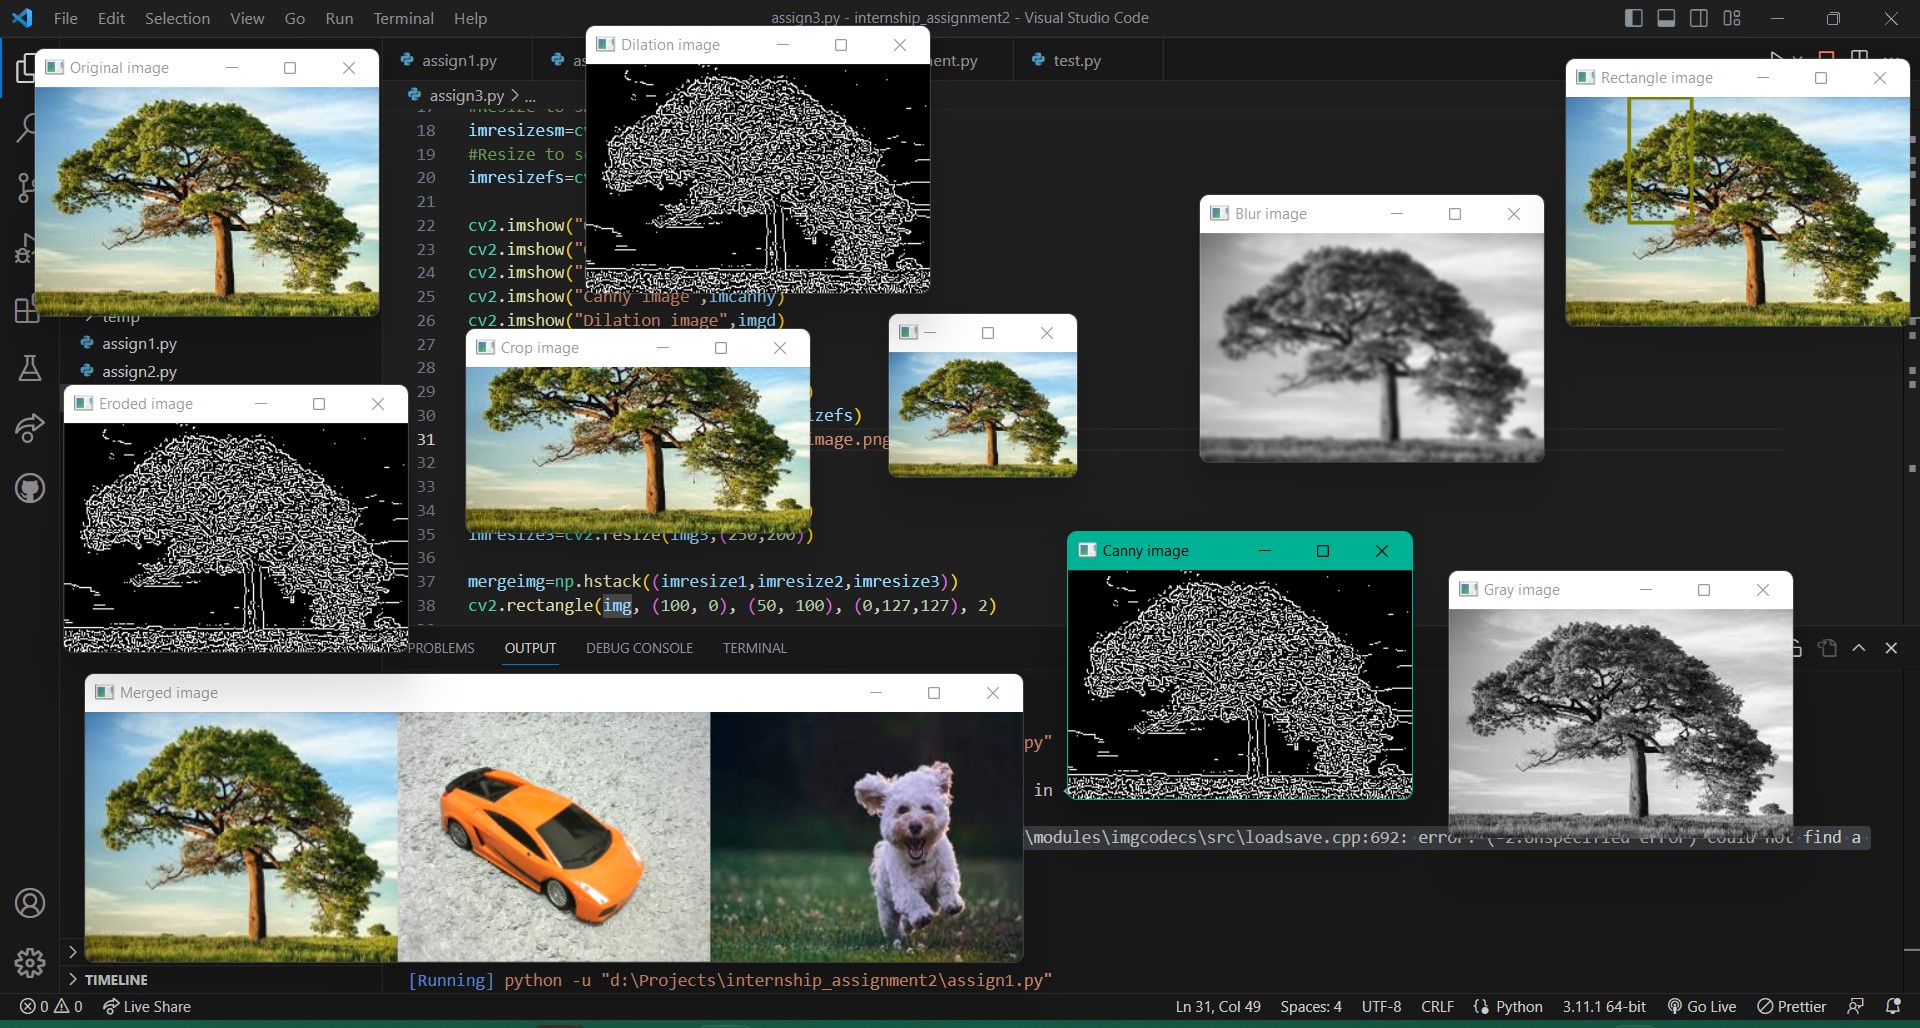 File Edit Selection View Go Run Terminal Help
assign3.py - internship_assignment2 - Visual Studio Code
Original image
Dilation image
Rectangle image
assign1.py
test.py
assign3.py > ...
18 imresizesm=
19 #Resize to
20 imresizefs=
21
22 cv2.imshow("
23 cv2.imshow("
24 cv2.imshow("
25 cv2.imshow("Canny image",imcanny)
26 cv2.imshow("Dilation image",imgd)
27
28
29 )
30 izefs)
31 image.png
32
33
34
35 imresize3=cv2.resize(img3,(250,200))
36
37 mergeimg=np.hstack((imresize1,imresize2,imresize3))
38 cv2.rectangle(img, (100, 0), (50, 100), (0,127,127), 2)
Blur image
temp
assign1.py
assign2.py
Crop image
Eroded image
Canny image
Gray image
PROBLEMS OUTPUT DEBUG CONSOLE TERMINAL
Merged image
py"
in
\modules\imgcodecs\src\loadsave.cpp:692: error: (-2:Unspecified error) could not find a
[Running] python -u "d:\Projects\internship_assignment2\assign1.py"
TIMELINE
0 0 Live Share
Ln 31, Col 49 Spaces: 4 UTF-8 CRLF Python 3.11.1 64-bit Go Live Prettier